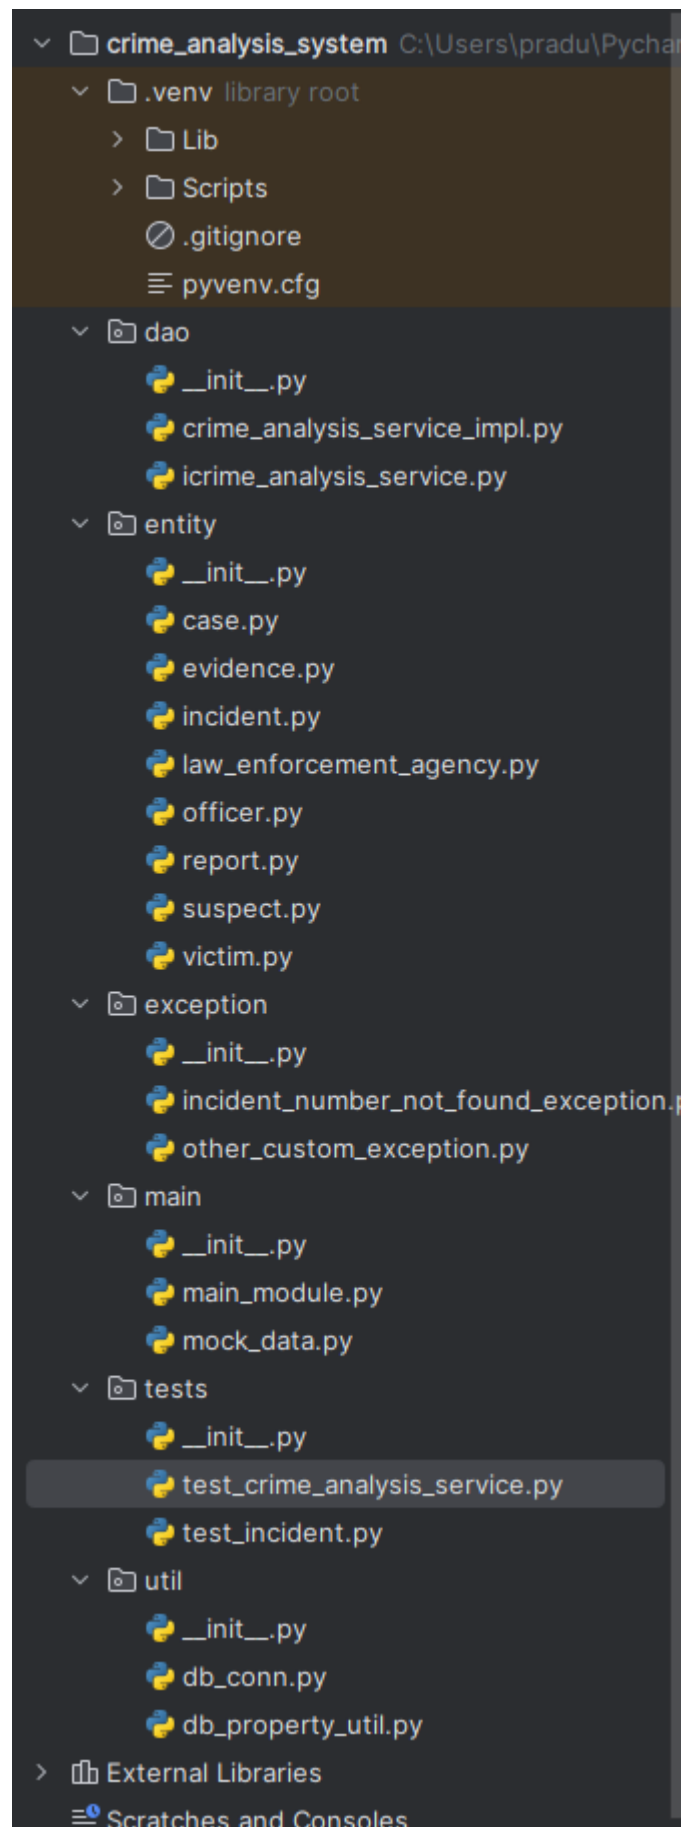 crime_analysis_system C:\Users\pradu\Pychar
.venv library root
Lib
Scripts
.gitignore
pyvenv.cfg
dao
__init__.py
crime_analysis_service_impl.py
icrime_analysis_service.py
entity
__init__.py
case.py
evidence.py
incident.py
law_enforcement_agency.py
officer.py
report.py
suspect.py
victim.py
exception
__init__.py
incident_number_not_found_exception.p
other_custom_exception.py
main
__init__.py
main_module.py
mock_data.py
tests
__init__.py
test_crime_analysis_service.py
test_incident.py
util
__init__.py
db_conn.py
db_property_util.py
External Libraries
Scratches and Consoles